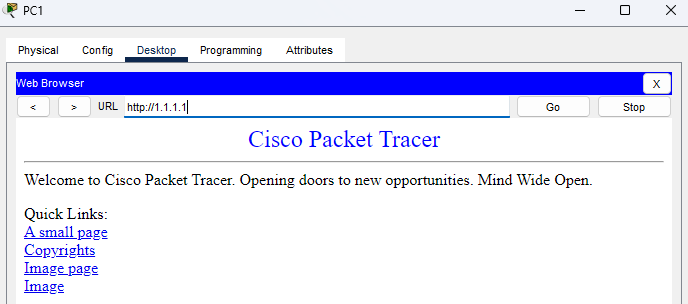 PC1
Physical Config Desktop Programming Attributes
Web Browser X
< > URL http://1.1.1.1 Go Stop
Cisco Packet Tracer
Welcome to Cisco Packet Tracer. Opening doors to new opportunities. Mind Wide Open.
Quick Links:
A small page
Copyrights
Image page
Image